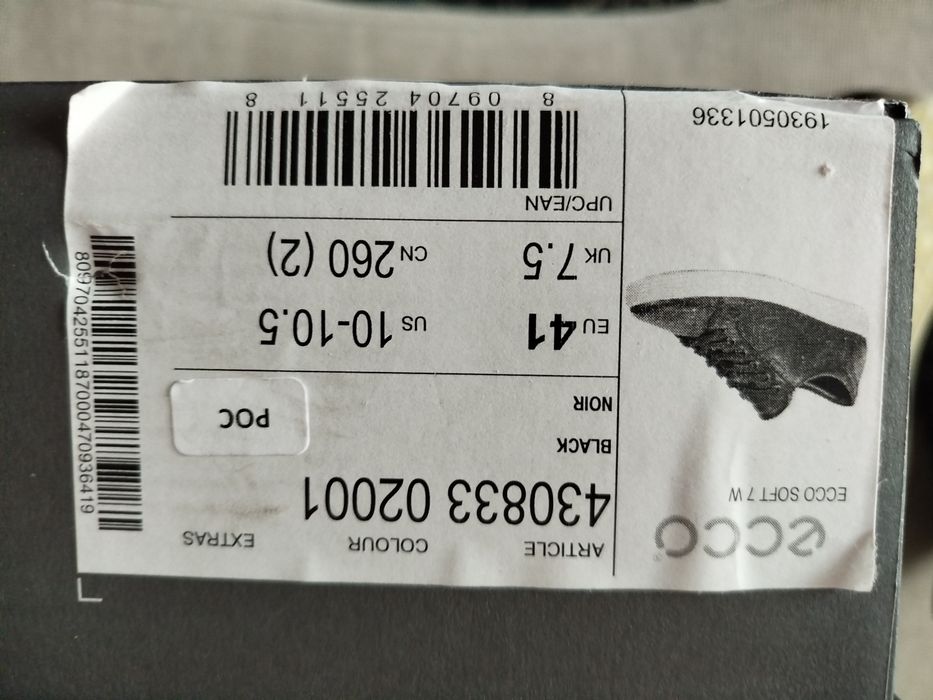 ecco®
ECCO SOFT 7 W
1930501336
ARTICLE COLOUR EXTRAS
430833 02001
BLACK
NOIR
POC
EU 41 US 10-10.5
UK 7.5 CN 260 (2)
UPC/EAN
8 09704 25511 8
8097042551187000470936419